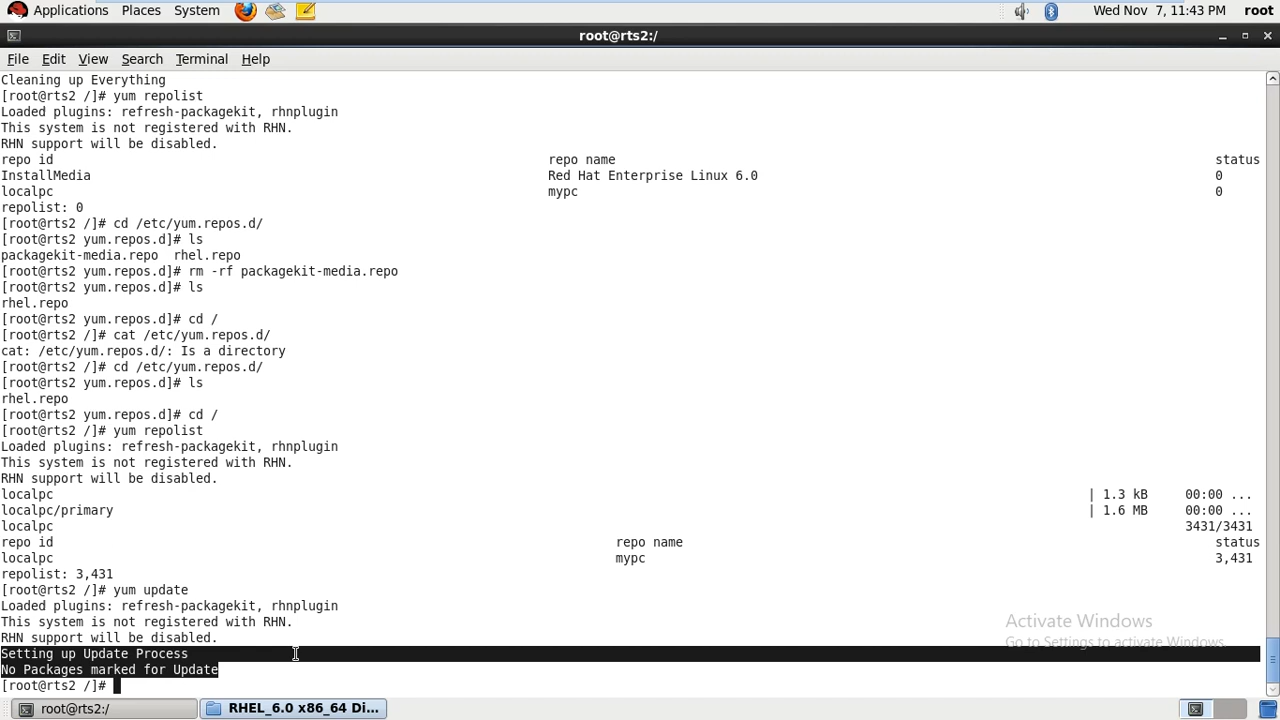 Applications Places System Wed Nov 7, 11:43 PM root
root@rts2:/
File Edit View Search Terminal Help
Cleaning up Everything
[root@rts2 /]# yum repolist
Loaded plugins: refresh-packagekit, rhnplugin
This system is not registered with RHN.
RHN support will be disabled.
repo id repo name status
InstallMedia Red Hat Enterprise Linux 6.0 0
localpc mypc 0
repolist: 0
[root@rts2 /]# cd /etc/yum.repos.d/
[root@rts2 yum.repos.d]# ls
packagekit-media.repo rhel.repo
[root@rts2 yum.repos.d]# rm -rf packagekit-media.repo
[root@rts2 yum.repos.d]# ls
rhel.repo
[root@rts2 yum.repos.d]# cd /
[root@rts2 /]# cat /etc/yum.repos.d/
cat: /etc/yum.repos.d/: Is a directory
[root@rts2 /]# cd /etc/yum.repos.d/
[root@rts2 yum.repos.d]# ls
rhel.repo
[root@rts2 yum.repos.d]# cd /
[root@rts2 /]# yum repolist
Loaded plugins: refresh-packagekit, rhnplugin
This system is not registered with RHN.
RHN support will be disabled.
localpc | 1.3 kB 00:00 ...
localpc/primary | 1.6 MB 00:00 ...
localpc 3431/3431
repo id repo name status
localpc mypc 3,431
repolist: 3,431
[root@rts2 /]# yum update
Loaded plugins: refresh-packagekit, rhnplugin
This system is not registered with RHN.
RHN support will be disabled.
Setting up Update Process
No Packages marked for Update
[root@rts2 /]#
Activate Windows
Go to Settings to activate Windows.
root@rts2:/ RHEL_6.0 x86_64 Di...